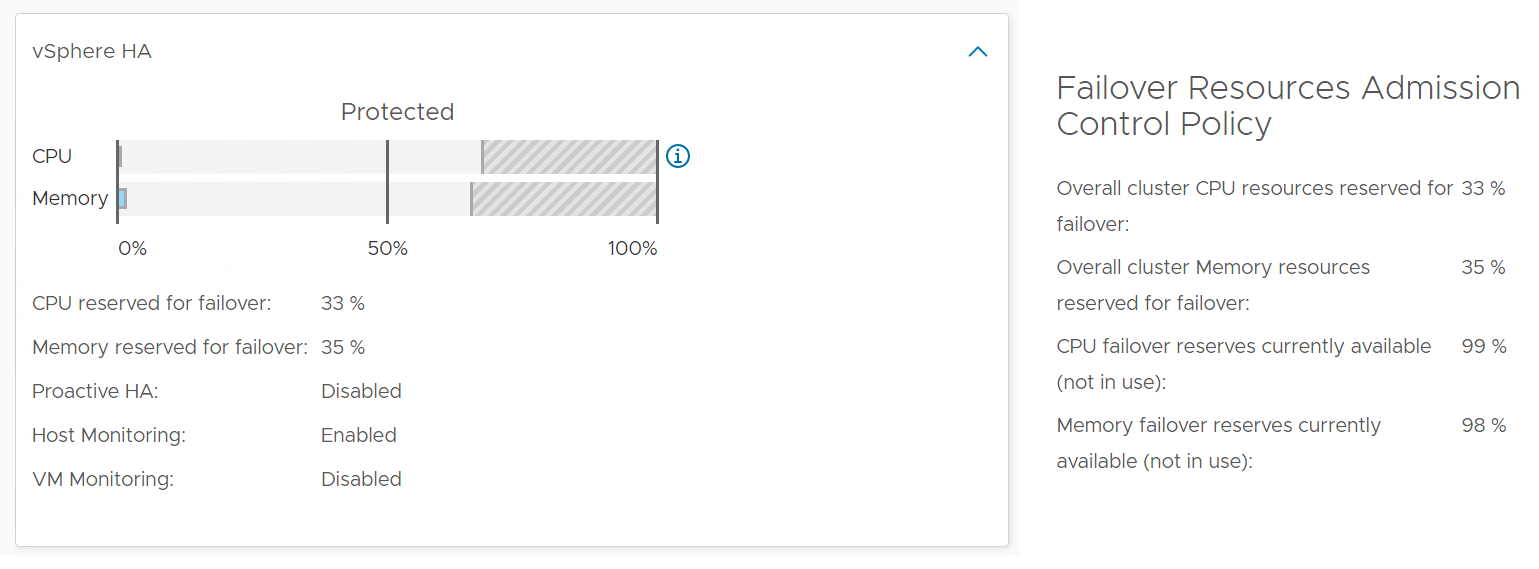 vSphere HA
Protected
CPU
Memory
0% 50% 100%
CPU reserved for failover: 33 %
Memory reserved for failover: 35 %
Proactive HA: Disabled
Host Monitoring: Enabled
VM Monitoring: Disabled
Failover Resources Admission
Control Policy
Overall cluster CPU resources reserved for 33 %
failover:
Overall cluster Memory resources 35 %
reserved for failover:
CPU failover reserves currently available 99 %
(not in use):
Memory failover reserves currently 98 %
available (not in use):